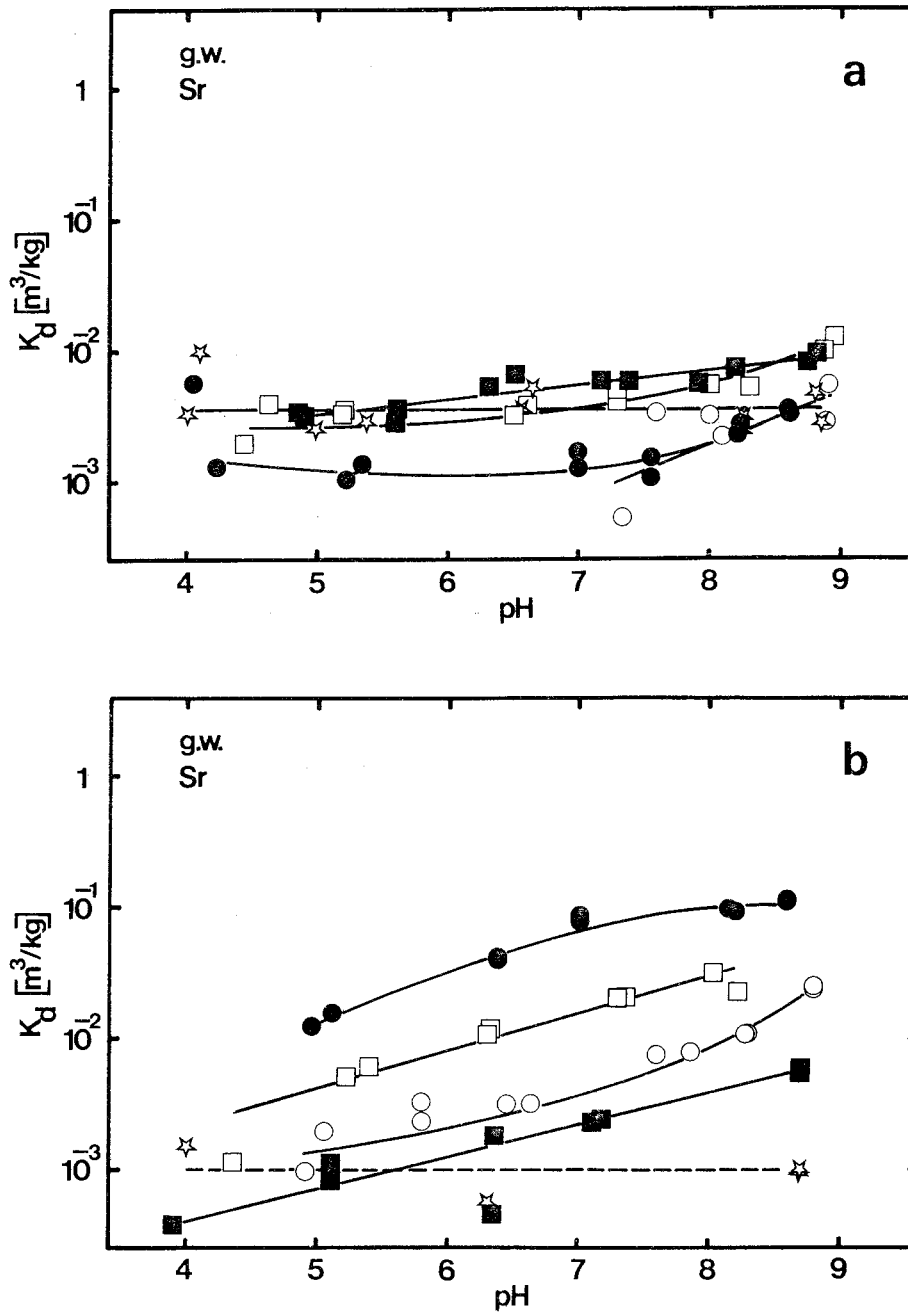 g.w.
Sr
a
1
10⁻¹
10⁻²
10⁻³
K_d [m³/kg]
4 5 6 7 8 9
pH
g.w.
Sr
b
1
10⁻¹
10⁻²
10⁻³
K_d [m³/kg]
4 5 6 7 8 9
pH